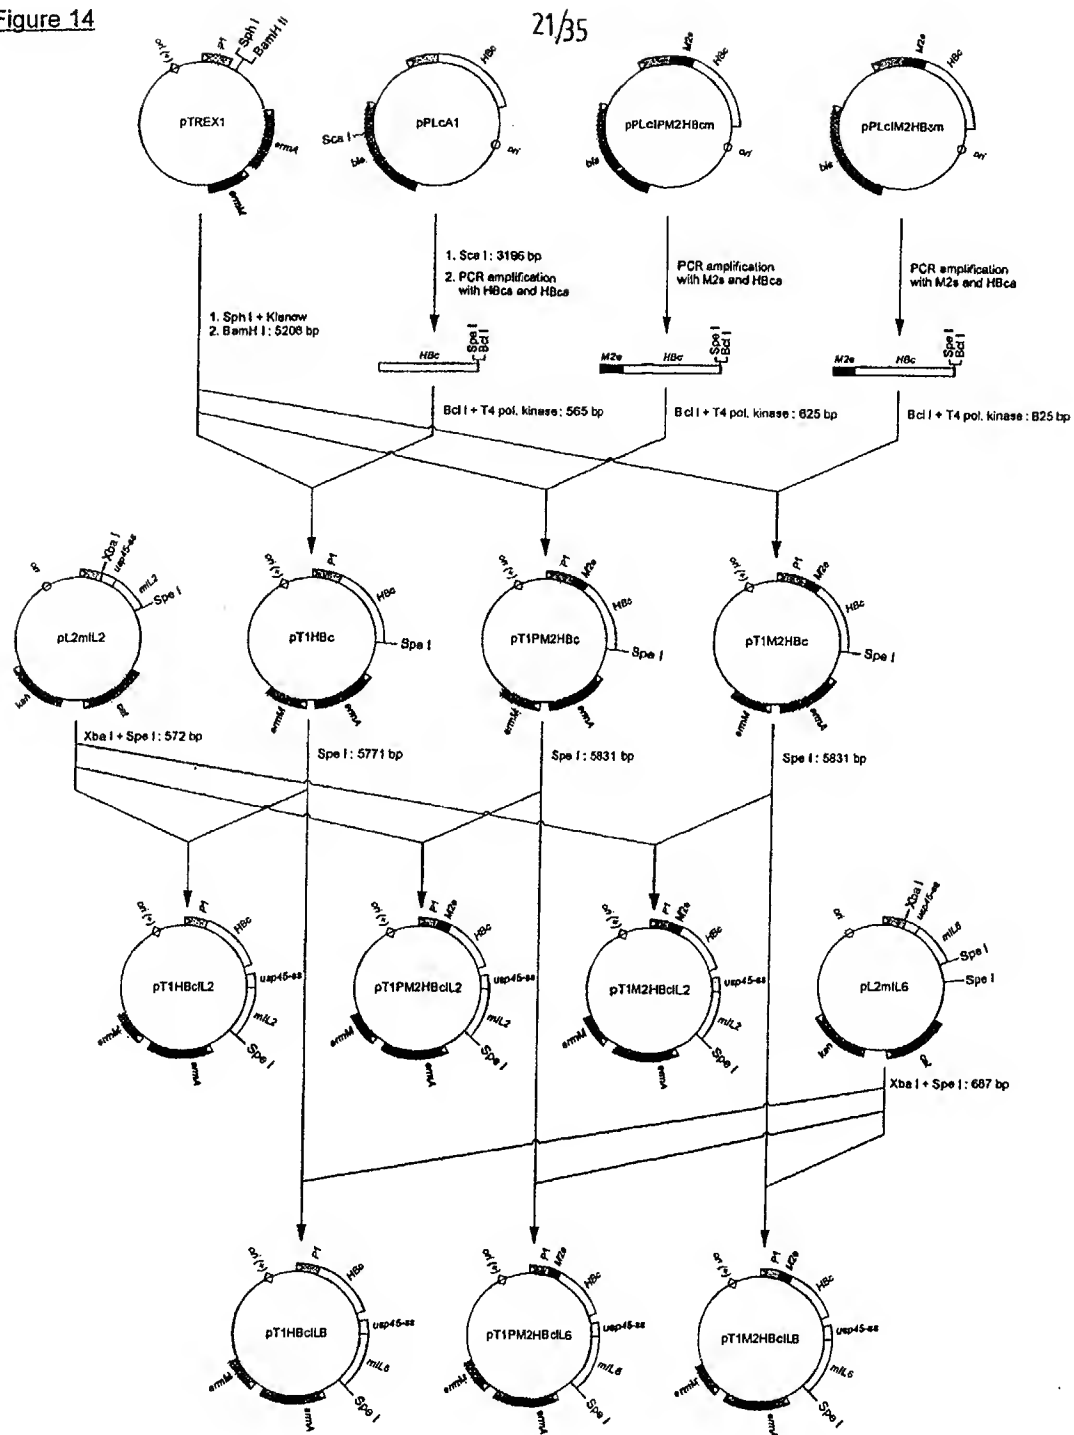 Figure 14
21/35
ori (+)
P1
Sph I
BamH II
pTREX1
ermA
ermM
HBc
pPLcA1
Sca I
bla
ori
M2e
HBc
pPLcIPM2HBcm
bla
ori
M2e
HBc
pPLcIM2HBcm
bla
ori
1. Sph I + Klenow
2. BamH I : 5206 bp
1. Sca I : 3196 bp
2. PCR amplification
with HBcs and HBca
PCR amplification
with M2s and HBca
PCR amplification
with M2s and HBca
HBc
Spe I
Bcl I
M2e
HBc
Spe I
Bcl I
M2e
HBc
Spe I
Bcl I
Bcl I + T4 pol. kinase : 565 bp
Bcl I + T4 pol. kinase : 625 bp
Bcl I + T4 pol. kinase : 625 bp
ori
Xba I
usp45-ss
mIL2
Spe I
pL2mIL2
kan
ori (+)
P1
HBc
Spe I
pT1HBc
ermM
ermA
ori (+)
P1
M2e
HBc
Spe I
pT1PM2HBc
ermM
ermA
ori (+)
P1
M2e
HBc
Spe I
pT1M2HBc
ermM
ermA
Xba I + Spe I : 572 bp
Spe I : 5771 bp
Spe I : 5831 bp
Spe I : 5831 bp
ori (+)
P1
HBc
usp45-ss
mIL2
Spe I
pT1HBcIL2
ermM
ermA
ori (+)
P1
M2e
HBc
usp45-ss
mIL2
Spe I
pT1PM2HBcIL2
ermM
ermA
ori (+)
P1
M2e
HBc
usp45-ss
mIL2
Spe I
pT1M2HBcIL2
ermM
ermA
ori
Xba I
usp45-ss
mIL6
Spe I
Spe I
pL2mIL6
kan
Xba I + Spe I : 687 bp
ori (+)
P1
HBc
usp45-ss
mIL6
Spe I
pT1HBcIL6
ermM
ermA
ori (+)
P1
M2e
HBc
usp45-ss
mIL6
Spe I
pT1PM2HBcIL6
ermM
ermA
ori (+)
P1
M2e
HBc
usp45-ss
mIL6
Spe I
pT1M2HBcIL6
ermM
ermA